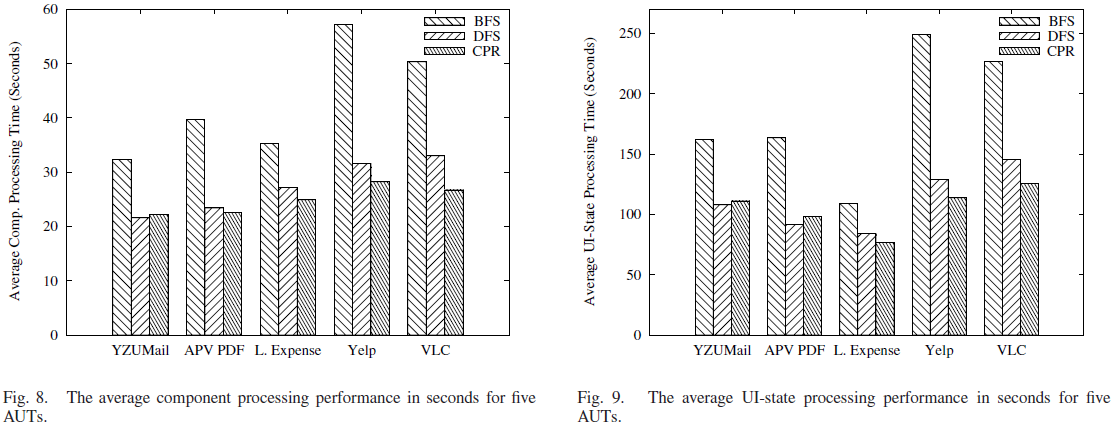 Average Comp. Processing Time (Seconds)
60
50
40
30
20
10
0
BFS
DFS
CPR
YZUMail APV PDF L. Expense Yelp VLC
Fig. 8. The average component processing performance in seconds for five
AUTs.
Average UI-State Processing Time (Seconds)
250
200
150
100
50
0
BFS
DFS
CPR
YZUMail APV PDF L. Expense Yelp VLC
Fig. 9. The average UI-state processing performance in seconds for five
AUTs.